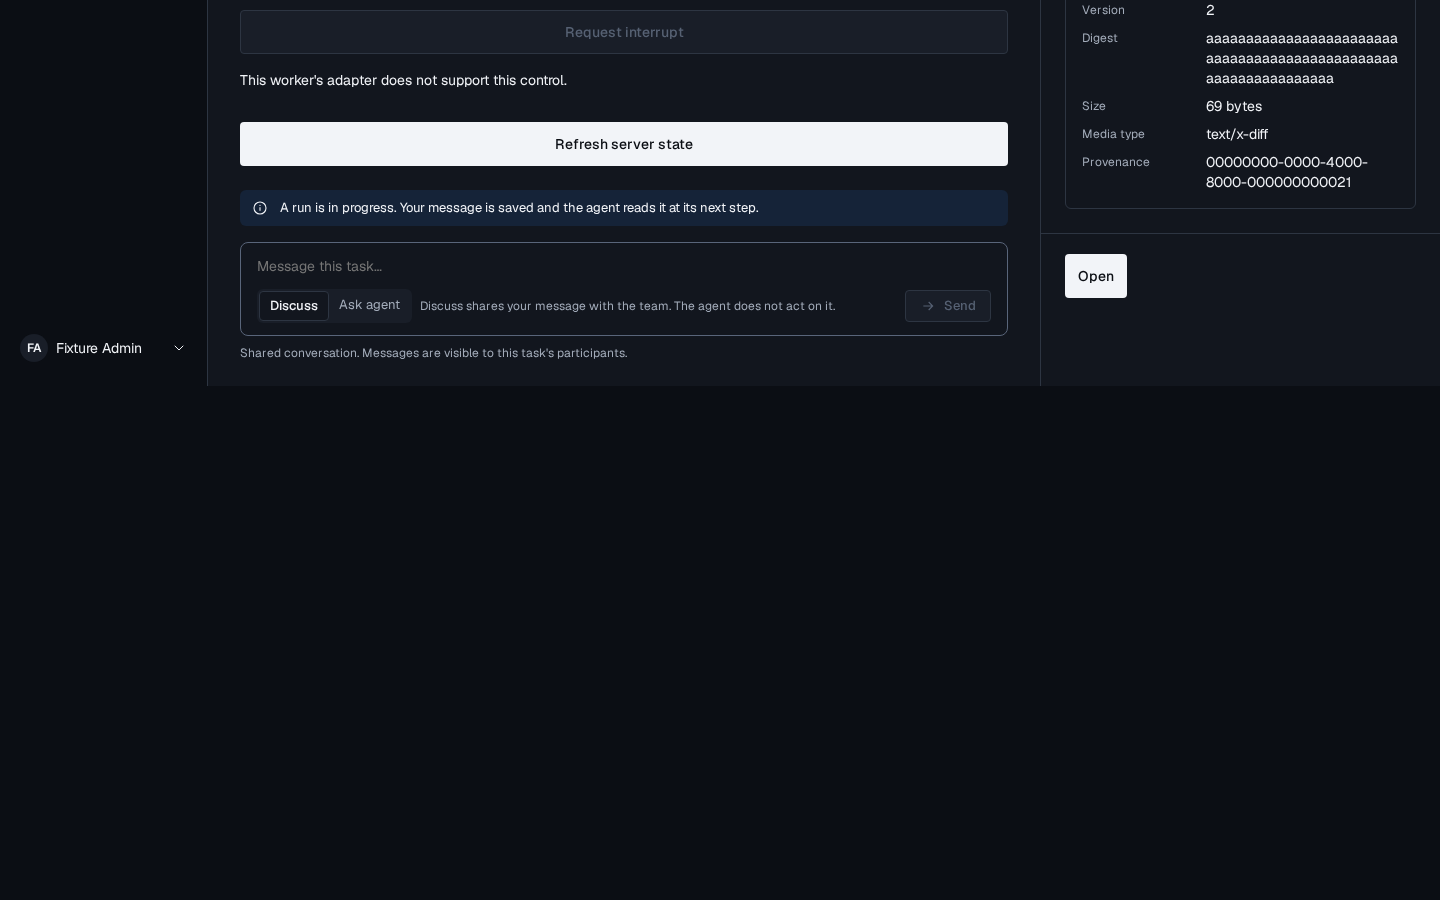 Request interrupt
This worker's adapter does not support this control.
Refresh server state
A run is in progress. Your message is saved and the agent reads it at its next step.
Message this task…
Discuss
Ask agent
Discuss shares your message with the team. The agent does not act on it.
Send
Shared conversation. Messages are visible to this task's participants.
FA
Fixture Admin
Version
2
Digest
aaaaaaaaaaaaaaaaaaaaaaaa
aaaaaaaaaaaaaaaaaaaaaaaa
aaaaaaaaaaaaaaaa
Size
69 bytes
Media type
text/x-diff
Provenance
00000000-0000-4000-
8000-000000000021
Open